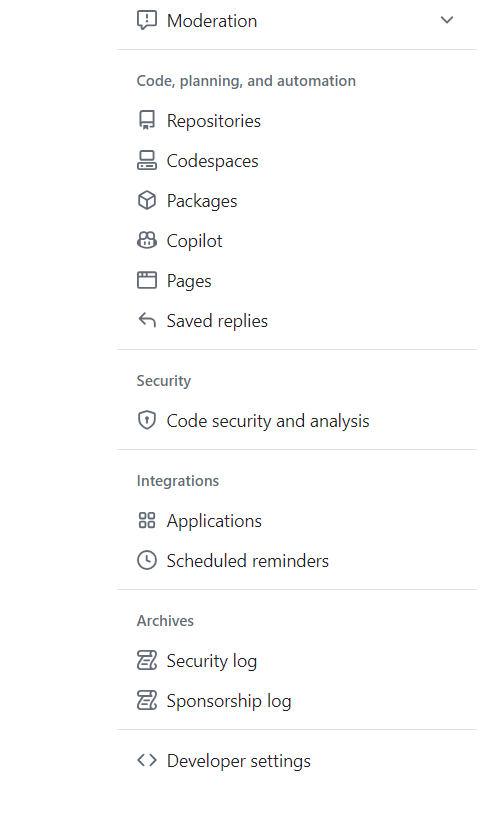 Moderation
Code, planning, and automation
Repositories
Codespaces
Packages
Copilot
Pages
Saved replies
Security
Code security and analysis
Integrations
Applications
Scheduled reminders
Archives
Security log
Sponsorship log
Developer settings